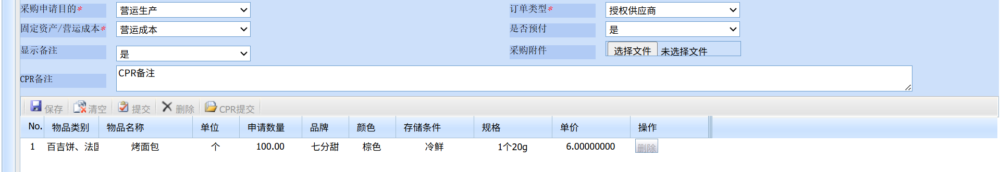 采购申请目的* 营运生产 订单类型* 授权供应商
固定资产/营运成本* 营运成本 是否预付 是
显示备注 是 采购附件 选择文件 未选择文件
CPR备注 CPR备注
保存 清空 提交 删除 CPR提交
No. 物品类别 物品名称 单位 申请数量 品牌 颜色 存储条件 规格 单价 操作
1 百吉饼、法国 烤面包 个 100.00 七分甜 棕色 冷鲜 1个20g 6.00000000 删除